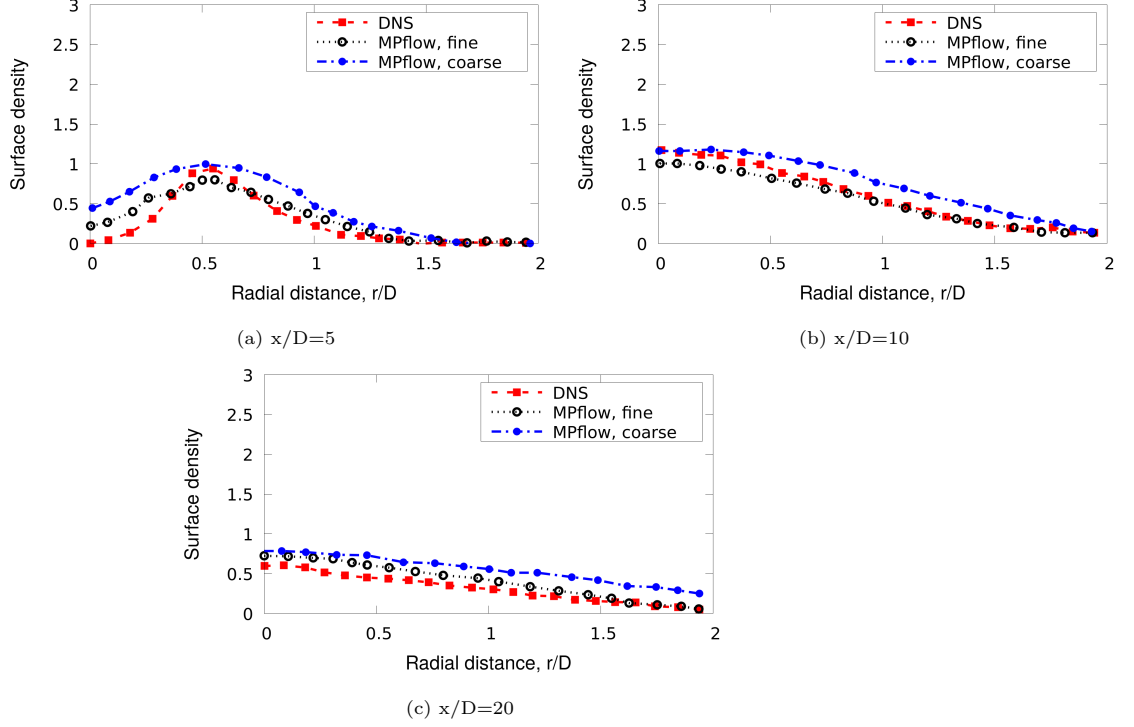 3
2.5
2
1.5
1
0.5
0
Surface density
DNS
MPflow, fine
MPflow, coarse
0 0.5 1 1.5 2
Radial distance, r/D
(a) x/D=5
3
2.5
2
1.5
1
0.5
0
Surface density
DNS
MPflow, fine
MPflow, coarse
0 0.5 1 1.5 2
Radial distance, r/D
(b) x/D=10
3
2.5
2
1.5
1
0.5
0
Surface density
DNS
MPflow, fine
MPflow, coarse
0 0.5 1 1.5 2
Radial distance, r/D
(c) x/D=20